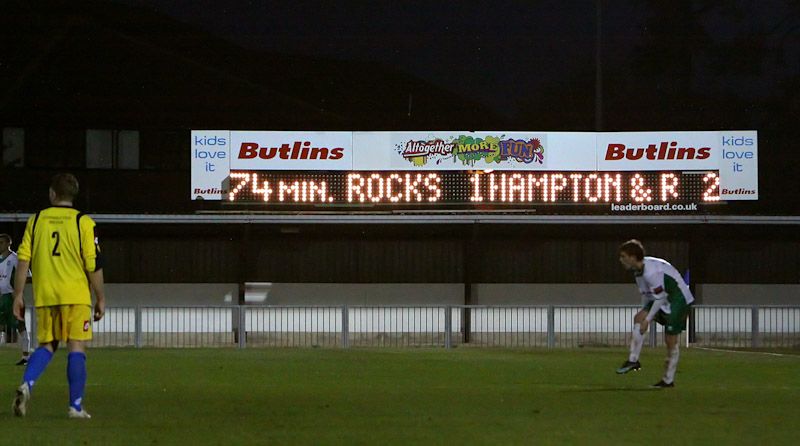 kids love it
Butlins
Butlins
Altogether MORE FUN
Butlins
kids love it
Butlins
74 MIN. ROCKS 1 HAMPTON & R 2
leaderboard.co.uk
2